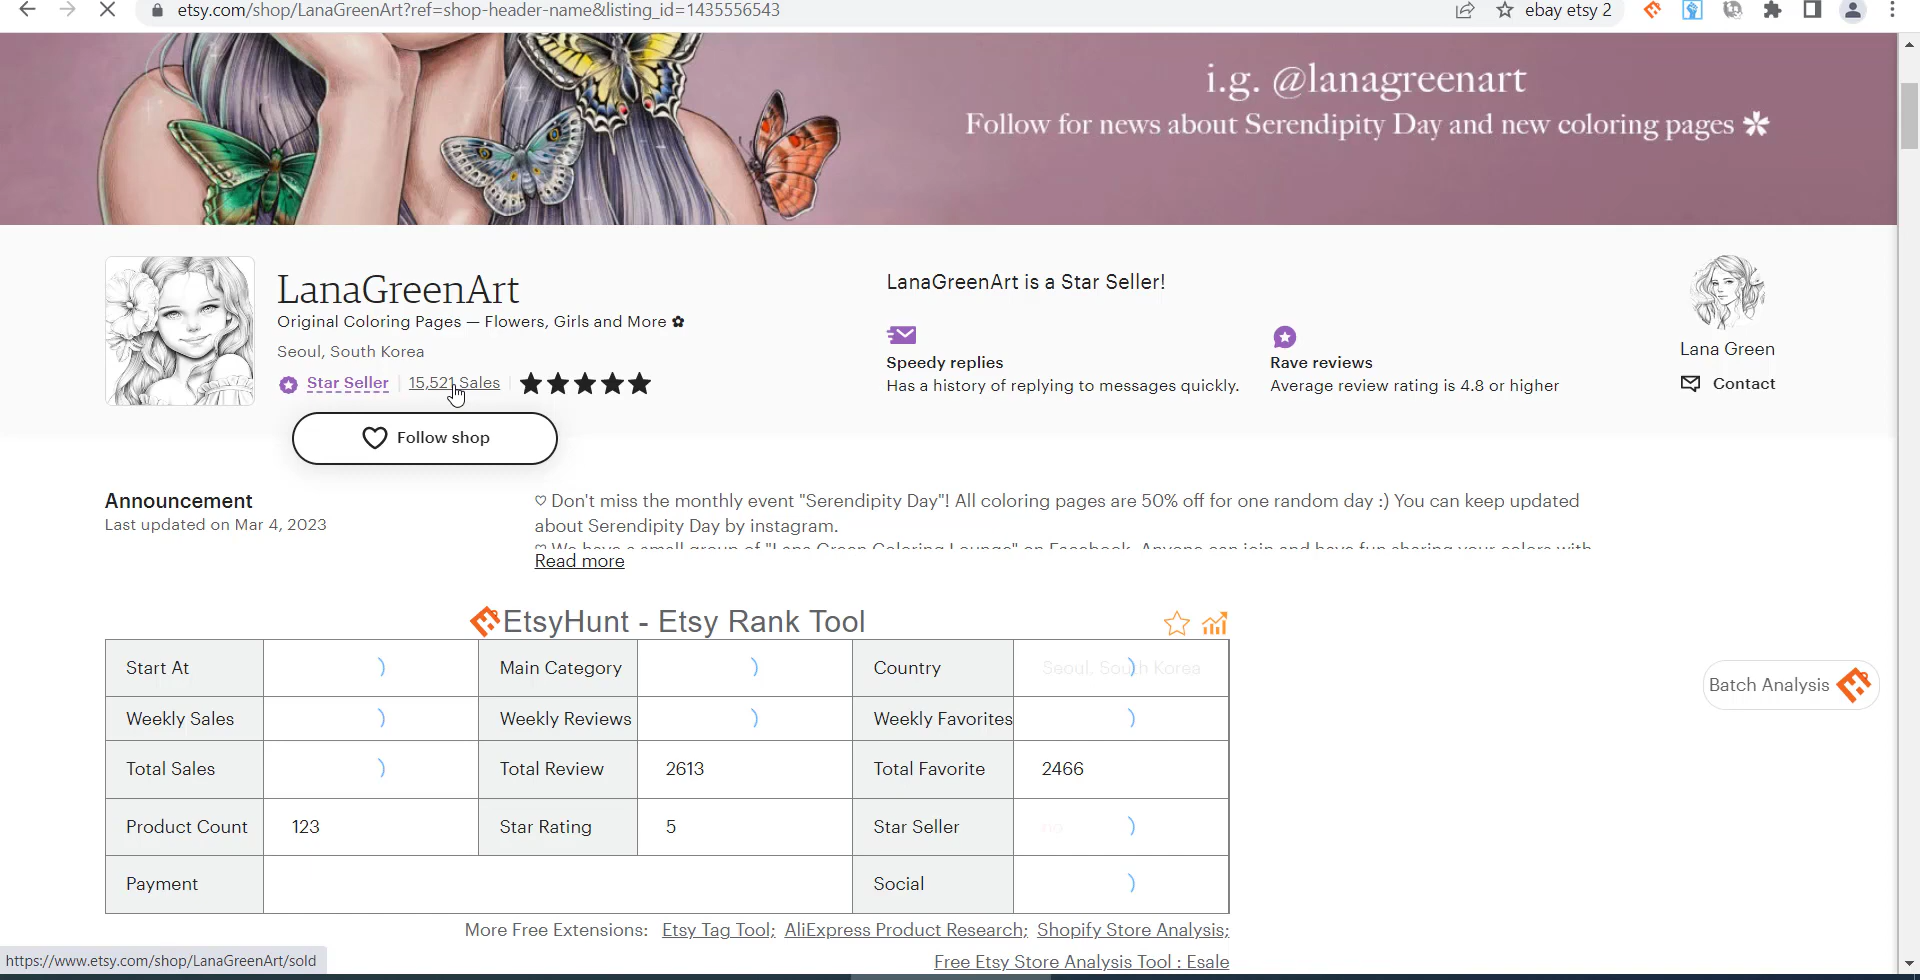 etsy.com/shop/LanaGreenArt?ref=shop-header-name&listing_id=1435556543
ebay etsy 2
i.g. @lanagreenart
Follow for news about Serendipity Day and new coloring pages ✽
LanaGreenArt
Original Coloring Pages — Flowers, Girls and More ✿
Seoul, South Korea
Star Seller | 15,521 Sales
Follow shop
LanaGreenArt is a Star Seller!
Speedy replies
Has a history of replying to messages quickly.
Rave reviews
Average review rating is 4.8 or higher
Lana Green
Contact
Announcement
Last updated on Mar 4, 2023
♡ Don't miss the monthly event "Serendipity Day"! All coloring pages are 50% off for one random day :) You can keep updated
about Serendipity Day by instagram.
♡ We have a small group of "Lana Green Coloring Lounge" on Facebook. Anyone can join and have fun sharing your colors with
Read more
EtsyHunt - Etsy Rank Tool
Start At Main Category Country Seoul, South Korea
Weekly Sales Weekly Reviews Weekly Favorites
Total Sales Total Review 2613 Total Favorite 2466
Product Count 123 Star Rating 5 Star Seller no
Payment Social
Batch Analysis
More Free Extensions: Etsy Tag Tool; AliExpress Product Research; Shopify Store Analysis;
Free Etsy Store Analysis Tool : Esale
https://www.etsy.com/shop/LanaGreenArt/sold